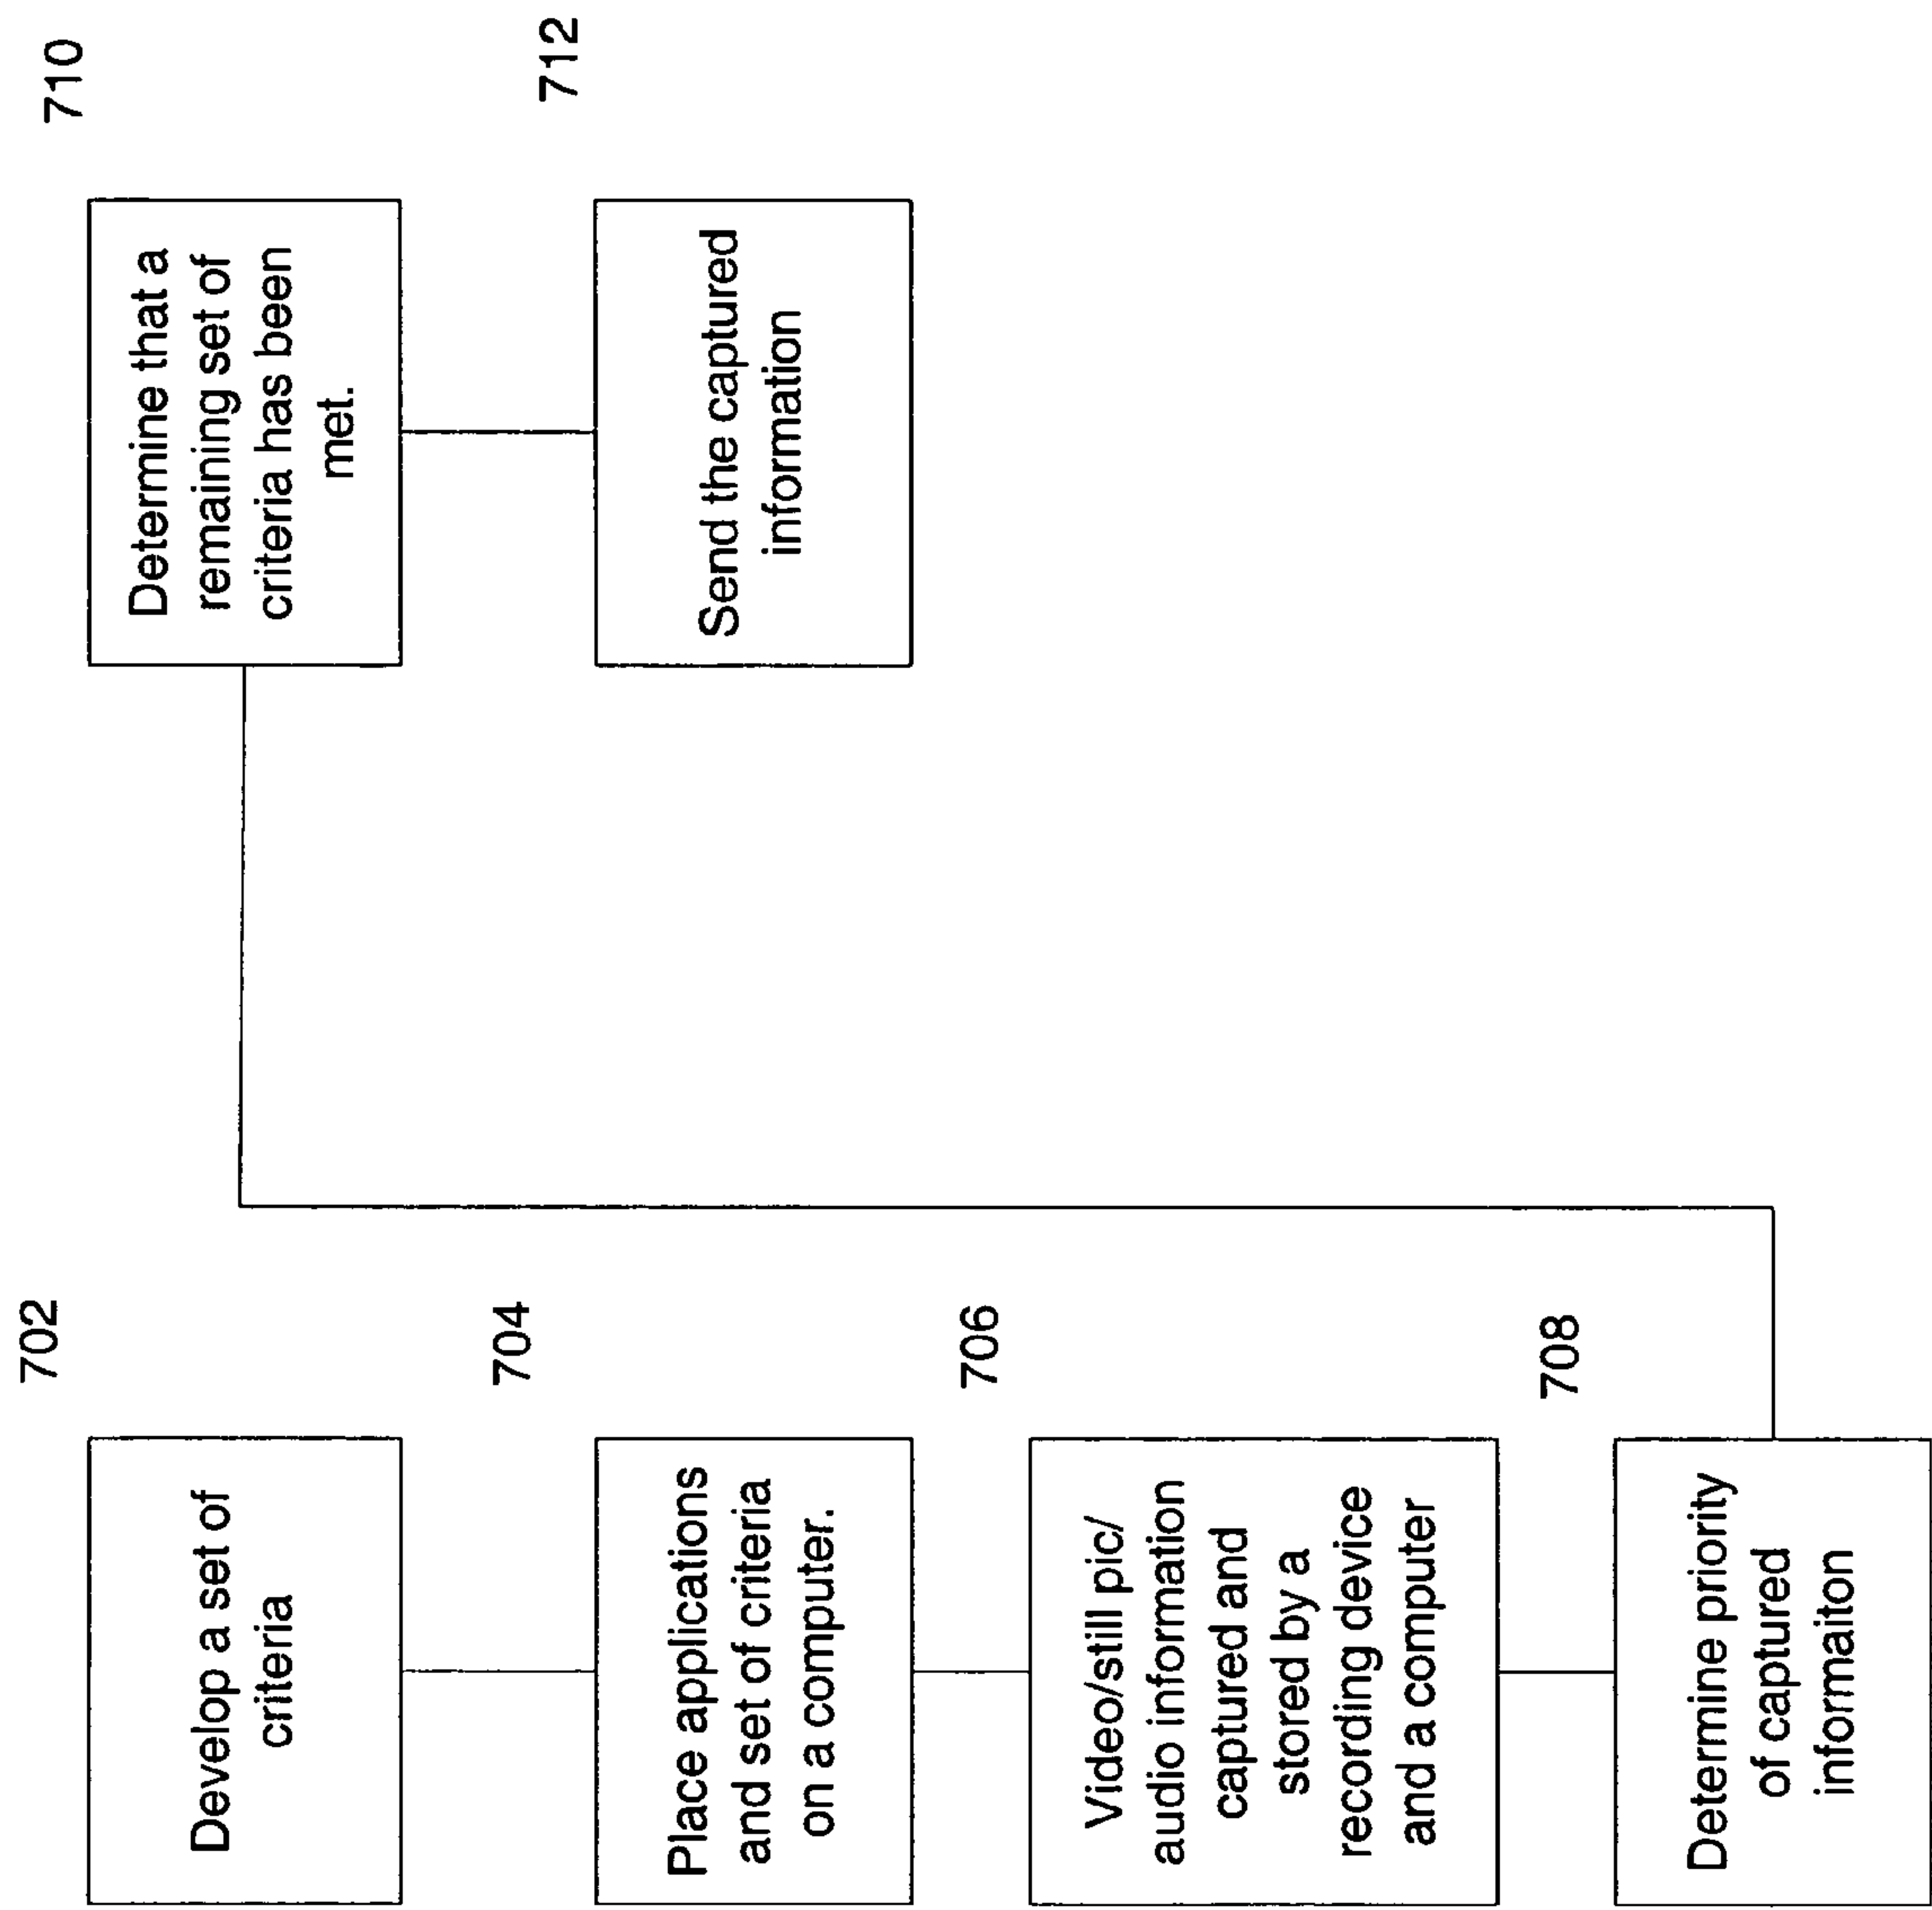 702
Develop a set of
criteria
704
Place applications
and set of criteria
on a computer.
706
Video/still pic/
audio information
captured and
stored by a
recording device
and a computer
708
Determine priority
of captured
informaiton
710
Determine that a
remaining set of
criteria has been
met.
712
Send the captured
information